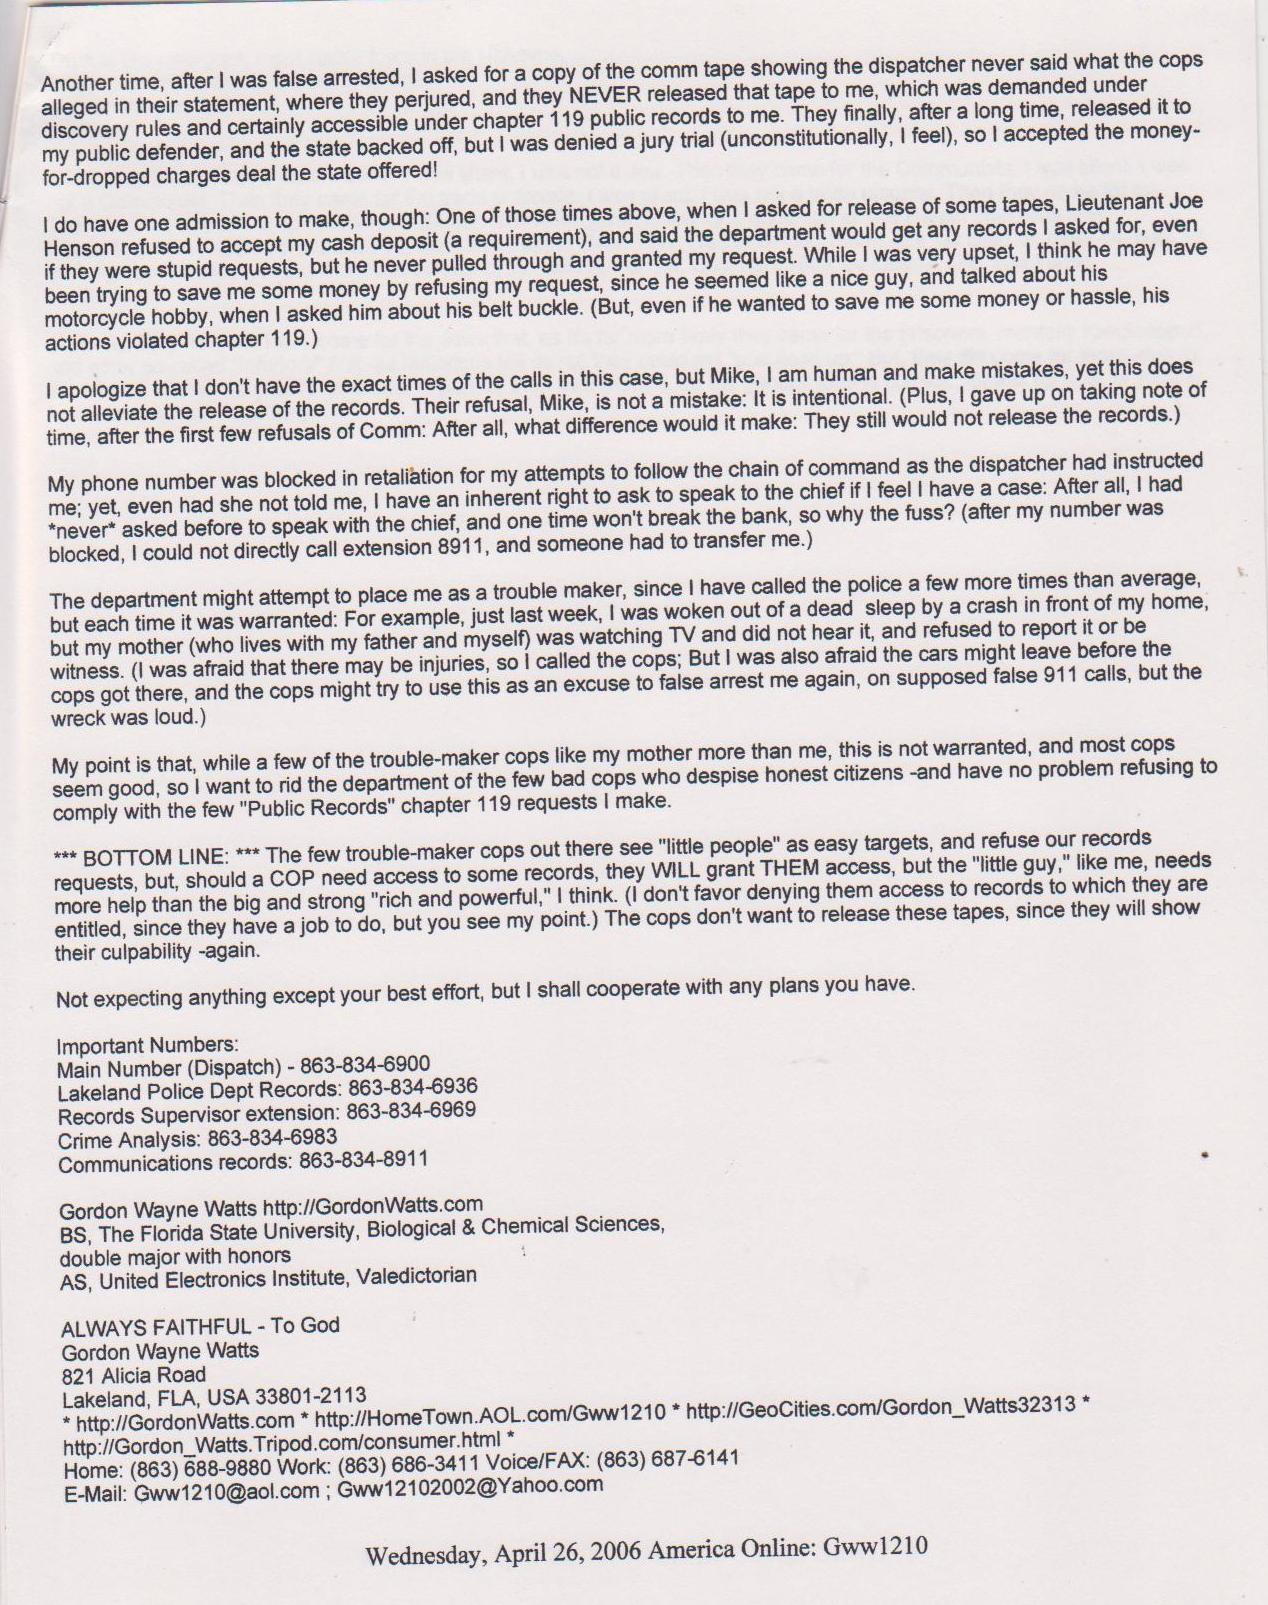 Another time, after I was false arrested, I asked for a copy of the comm tape showing the dispatcher never said what the cops
alleged in their statement, where they perjured, and they NEVER released that tape to me, which was demanded under
discovery rules and certainly accessible under chapter 119 public records to me. They finally, after a long time, released it to
my public defender, and the state backed off, but I was denied a jury trial (unconstitutionally, I feel), so I accepted the money-
for-dropped charges deal the state offered!
I do have one admission to make, though: One of those times above, when I asked for release of some tapes, Lieutenant Joe
Henson refused to accept my cash deposit (a requirement), and said the department would get any records I asked for, even
if they were stupid requests, but he never pulled through and granted my request. While I was very upset, I think he may have
been trying to save me some money by refusing my request, since he seemed like a nice guy, and talked about his
motorcycle hobby, when I asked him about his belt buckle. (But, even if he wanted to save me some money or hassle, his
actions violated chapter 119.)
I apologize that I don't have the exact times of the calls in this case, but Mike, I am human and make mistakes, yet this does
not alleviate the release of the records. Their refusal, Mike, is not a mistake: It is intentional. (Plus, I gave up on taking note of
time, after the first few refusals of Comm: After all, what difference would it make: They still would not release the records.)
My phone number was blocked in retaliation for my attempts to follow the chain of command as the dispatcher had instructed
me; yet, even had she not told me, I have an inherent right to ask to speak to the chief if I feel I have a case: After all, I had
*never* asked before to speak with the chief, and one time won't break the bank, so why the fuss? (after my number was
blocked, I could not directly call extension 8911, and someone had to transfer me.)
The department might attempt to place me as a trouble maker, since I have called the police a few more times than average,
but each time it was warranted: For example, just last week, I was woken out of a dead sleep by a crash in front of my home,
but my mother (who lives with my father and myself) was watching TV and did not hear it, and refused to report it or be
witness. (I was afraid that there may be injuries, so I called the cops; But I was also afraid the cars might leave before the
cops got there, and the cops might try to use this as an excuse to false arrest me again, on supposed false 911 calls, but the
wreck was loud.)
My point is that, while a few of the trouble-maker cops like my mother more than me, this is not warranted, and most cops
seem good, so I want to rid the department of the few bad cops who despise honest citizens -and have no problem refusing to
comply with the few "Public Records" chapter 119 requests I make.
*** BOTTOM LINE: *** The few trouble-maker cops out there see "little people" as easy targets, and refuse our records
requests, but, should a COP need access to some records, they WILL grant THEM access, but the "little guy," like me, needs
more help than the big and strong "rich and powerful," I think. (I don't favor denying them access to records to which they are
entitled, since they have a job to do, but you see my point.) The cops don't want to release these tapes, since they will show
their culpability -again.
Not expecting anything except your best effort, but I shall cooperate with any plans you have.
Important Numbers:
Main Number (Dispatch) - 863-834-6900
Lakeland Police Dept Records: 863-834-6936
Records Supervisor extension: 863-834-6969
Crime Analysis: 863-834-6983
Communications records: 863-834-8911
Gordon Wayne Watts http://GordonWatts.com
BS, The Florida State University, Biological & Chemical Sciences,
double major with honors
AS, United Electronics Institute, Valedictorian
ALWAYS FAITHFUL - To God
Gordon Wayne Watts
821 Alicia Road
Lakeland, FLA, USA 33801-2113
* http://GordonWatts.com * http://HomeTown.AOL.com/Gww1210 * http://GeoCities.com/Gordon_Watts32313 *
http://Gordon_Watts.Tripod.com/consumer.html *
Home: (863) 688-9880 Work: (863) 686-3411 Voice/FAX: (863) 687-6141
E-Mail: Gww1210@aol.com ; Gww12102002@Yahoo.com
Wednesday, April 26, 2006 America Online: Gww1210